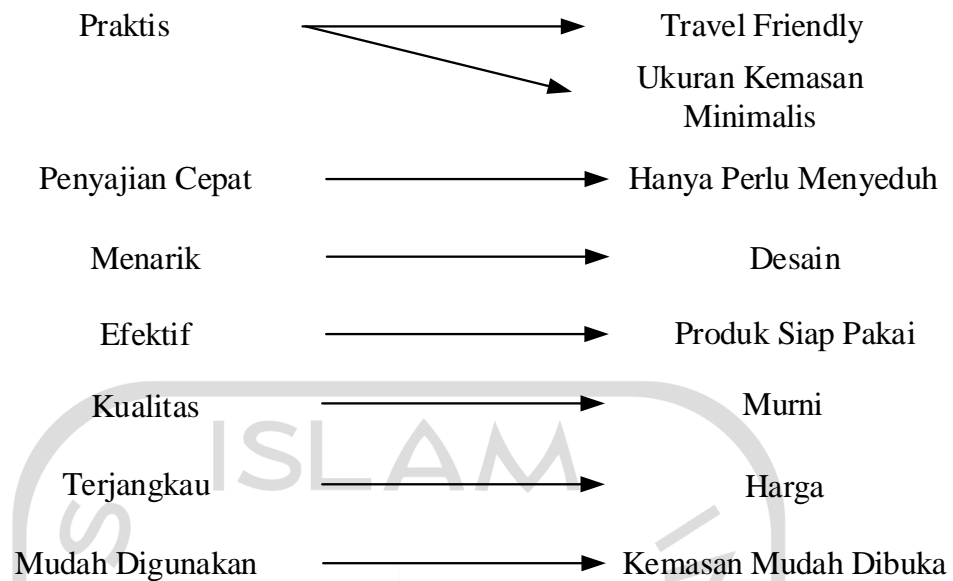 Praktis Travel Friendly
Ukuran Kemasan
Minimalis
Penyajian Cepat Hanya Perlu Menyeduh
Menarik Desain
Efektif Produk Siap Pakai
Kualitas Murni
ISLAM
Terjangkau Harga
S
Mudah Digunakan Kemasan Mudah Dibuka